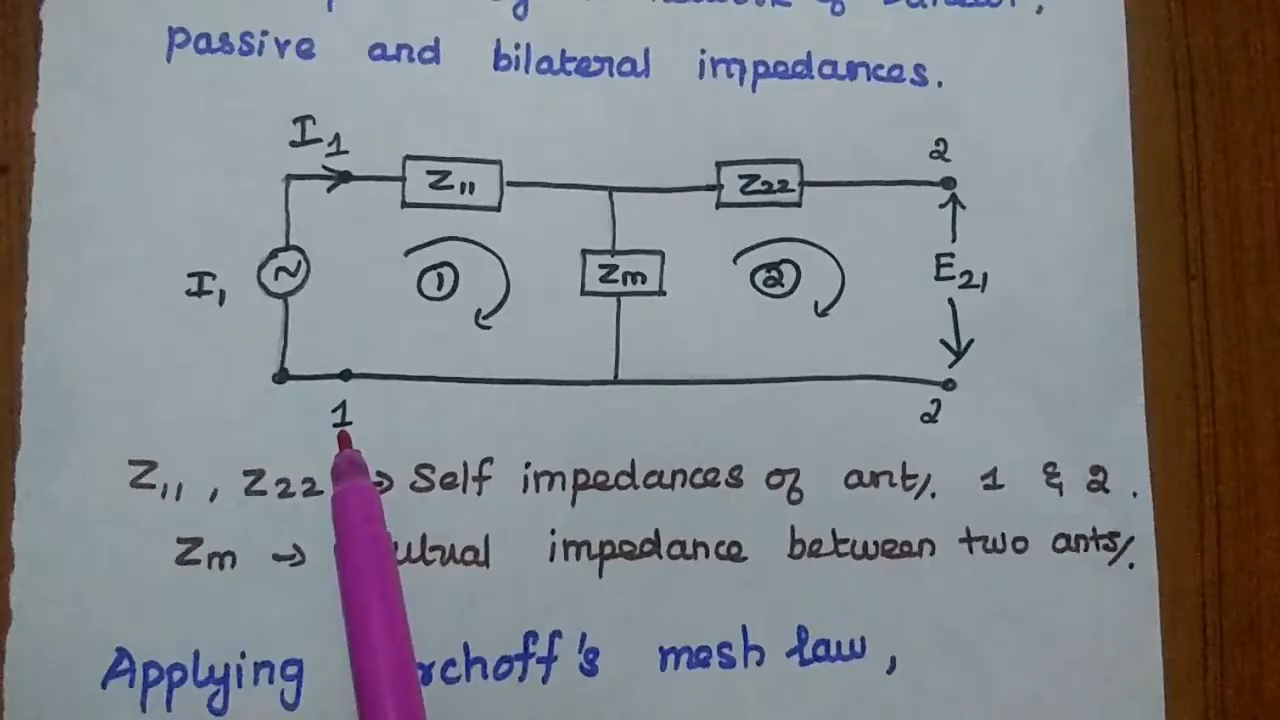 passive and bilateral impedances.
I1
Z11
Z22
2
I1
1
Zm
2
E21
1
2
Z11, Z22 → Self impedances of ant/. 1 & 2.
Zm → impedance between two ants/.
Applying mesh law,